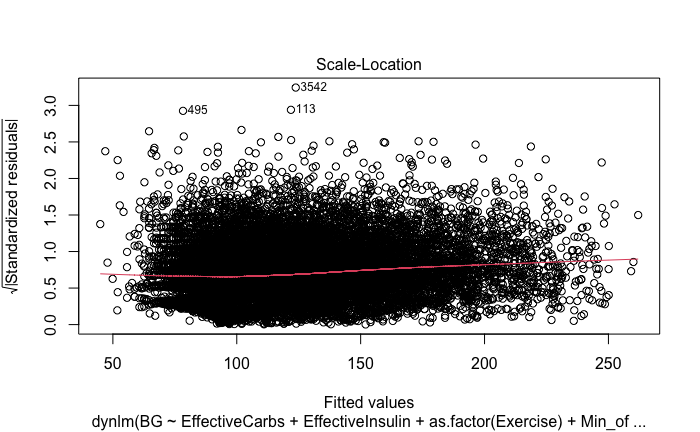 Scale-Location
3542
495
113
√|Standardized residuals|
0.0 0.5 1.0 1.5 2.0 2.5 3.0
50 100 150 200 250
Fitted values
dynlm(BG ~ EffectiveCarbs + EffectiveInsulin + as.factor(Exercise) + Min_of ...